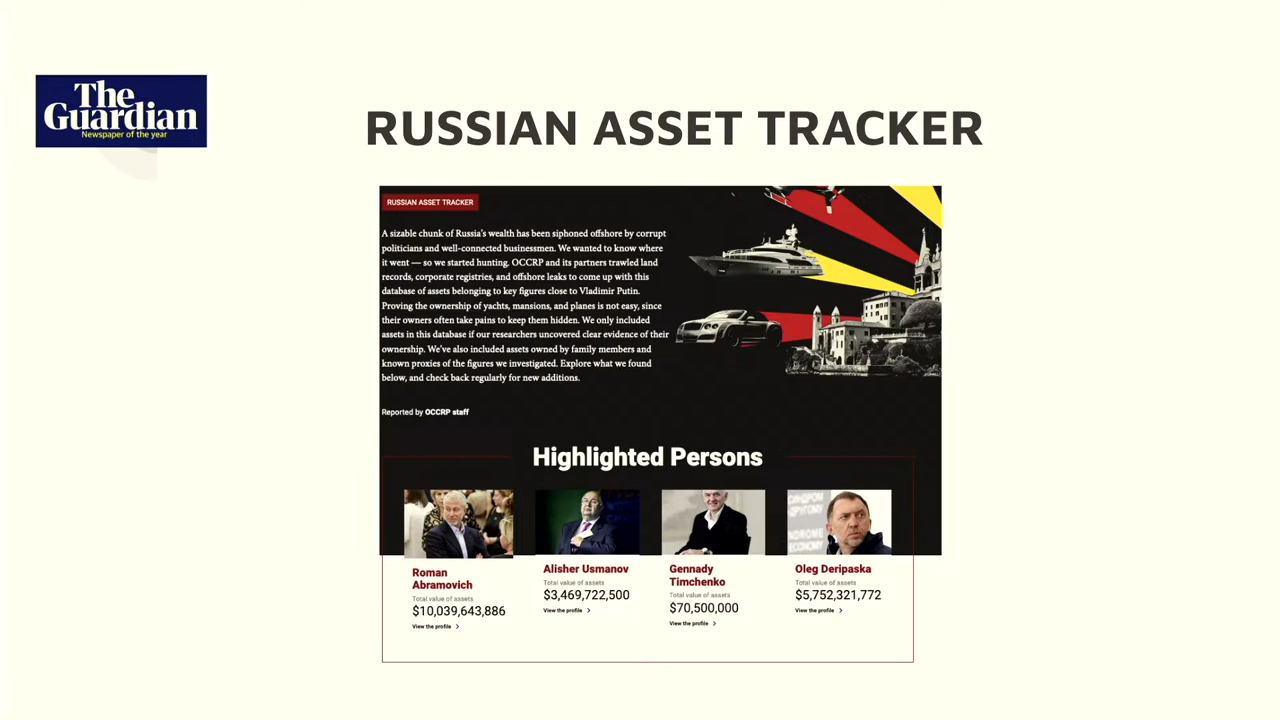 The
Guardian
Newspaper of the year
RUSSIAN ASSET TRACKER
RUSSIAN ASSET TRACKER
A sizable chunk of Russia's wealth has been siphoned offshore by corrupt
politicians and well-connected businessmen. We wanted to know where
it went — so we started hunting. OCCRP and its partners trawled land
records, corporate registries, and offshore leaks to come up with this
database of assets belonging to key figures close to Vladimir Putin.
Proving the ownership of yachts, mansions, and planes is not easy, since
their owners often take pains to keep them hidden. We only included
assets in this database if our researchers uncovered clear evidence of their
ownership. We've also included assets owned by family members and
known proxies of the figures we investigated. Explore what we found
below, and check back regularly for new additions.
Reported by OCCRP staff
Highlighted Persons
Roman
Abramovich
Total value of assets
$10,039,643,886
View the profile >
Alisher Usmanov
Total value of assets
$3,469,722,500
View the profile >
Gennady
Timchenko
Total value of assets
$70,500,000
View the profile >
Oleg Deripaska
Total value of assets
$5,752,321,772
View the profile >